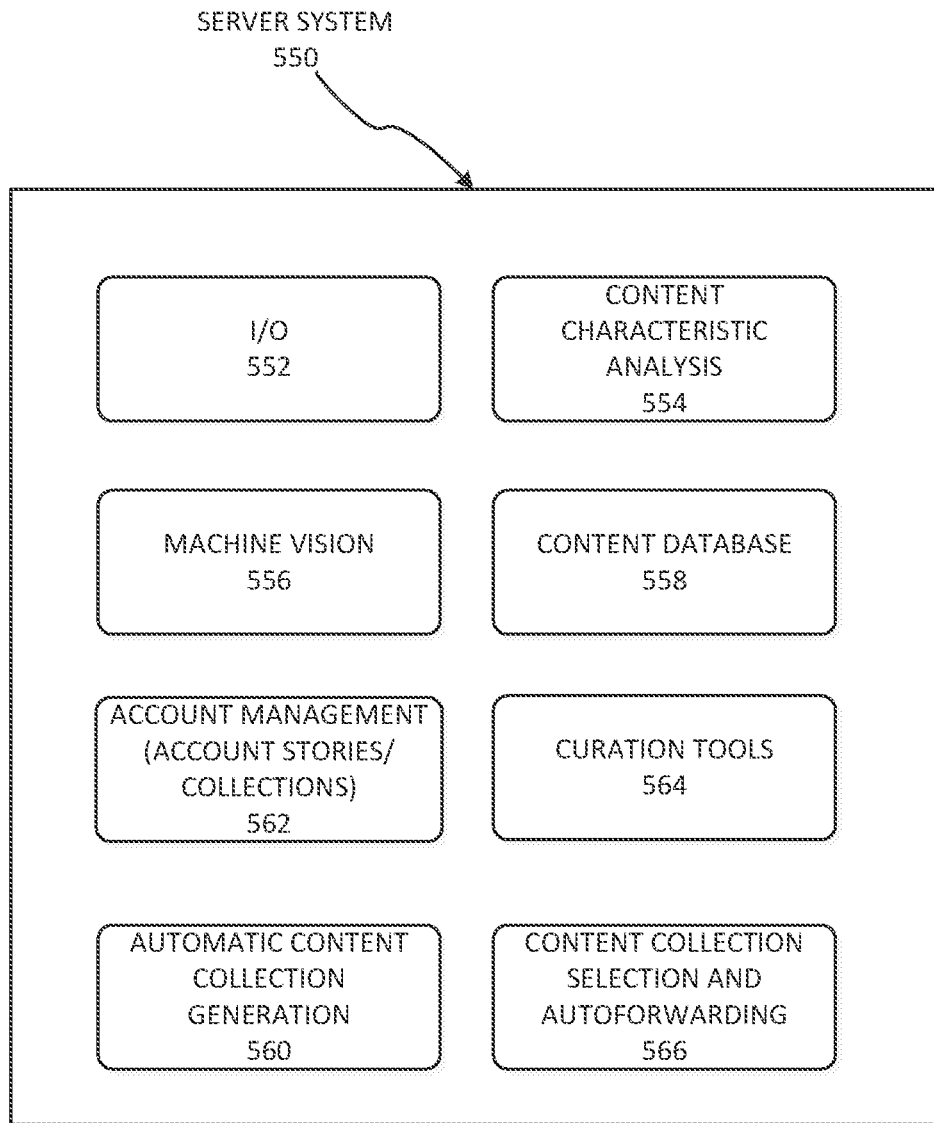 SERVER SYSTEM
550
I/O
552
CONTENT
CHARACTERISTIC
ANALYSIS
554
MACHINE VISION
556
CONTENT DATABASE
558
ACCOUNT MANAGEMENT
(ACCOUNT STORIES/
COLLECTIONS)
562
CURATION TOOLS
564
AUTOMATIC CONTENT
COLLECTION
GENERATION
560
CONTENT COLLECTION
SELECTION AND
AUTOFORWARDING
566